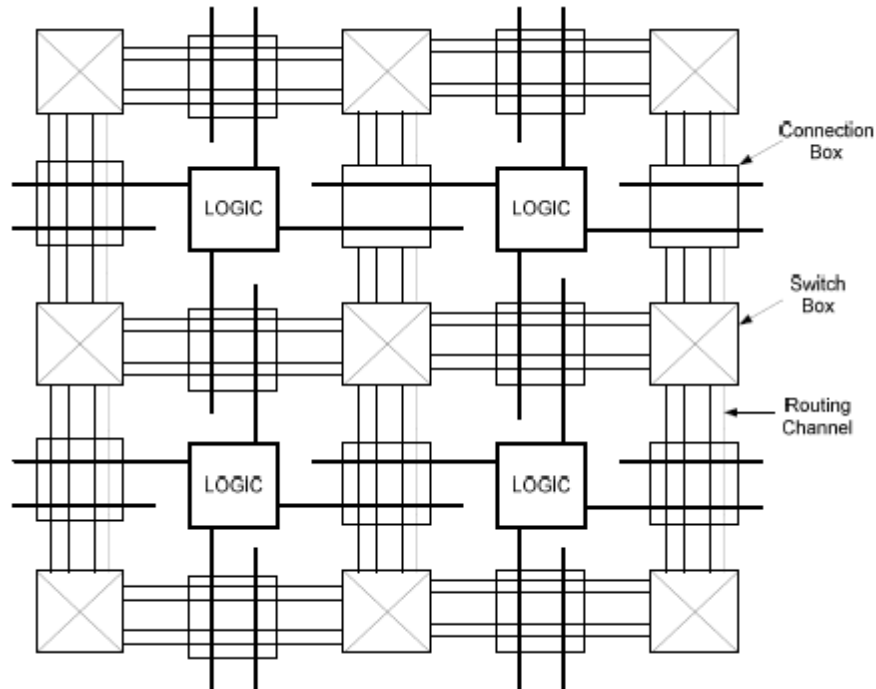 Connection
Box
LOGIC
LOGIC
Switch
Box
Routing
Channel
LOGIC
LOGIC